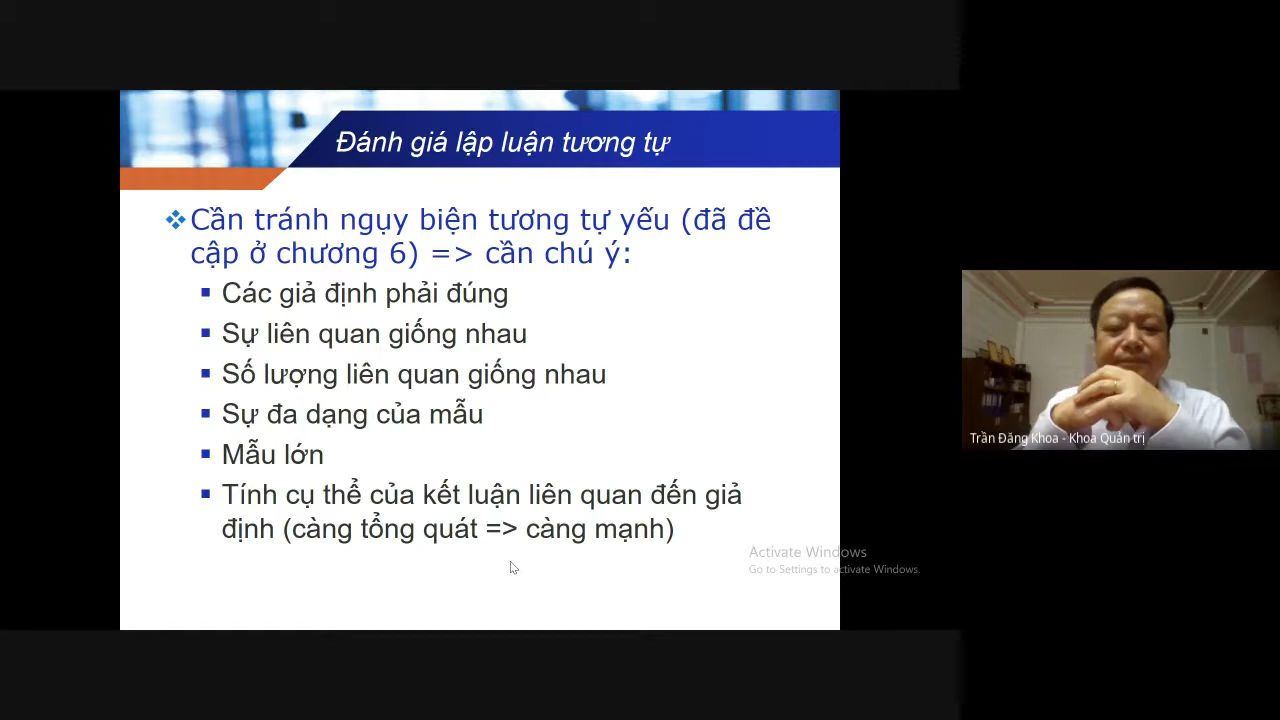 Đánh giá lập luận tương tự
Cần tránh ngụy biện tương tự yếu (đã đề
cập ở chương 6) => cần chú ý:
Các giả định phải đúng
Sự liên quan giống nhau
Số lượng liên quan giống nhau
Sự đa dạng của mẫu
Mẫu lớn
Tính cụ thể của kết luận liên quan đến giả
định (càng tổng quát => càng mạnh)
Activate Windows
Go to Settings to activate Windows.
Trần Đăng Khoa - Khoa Quản trị